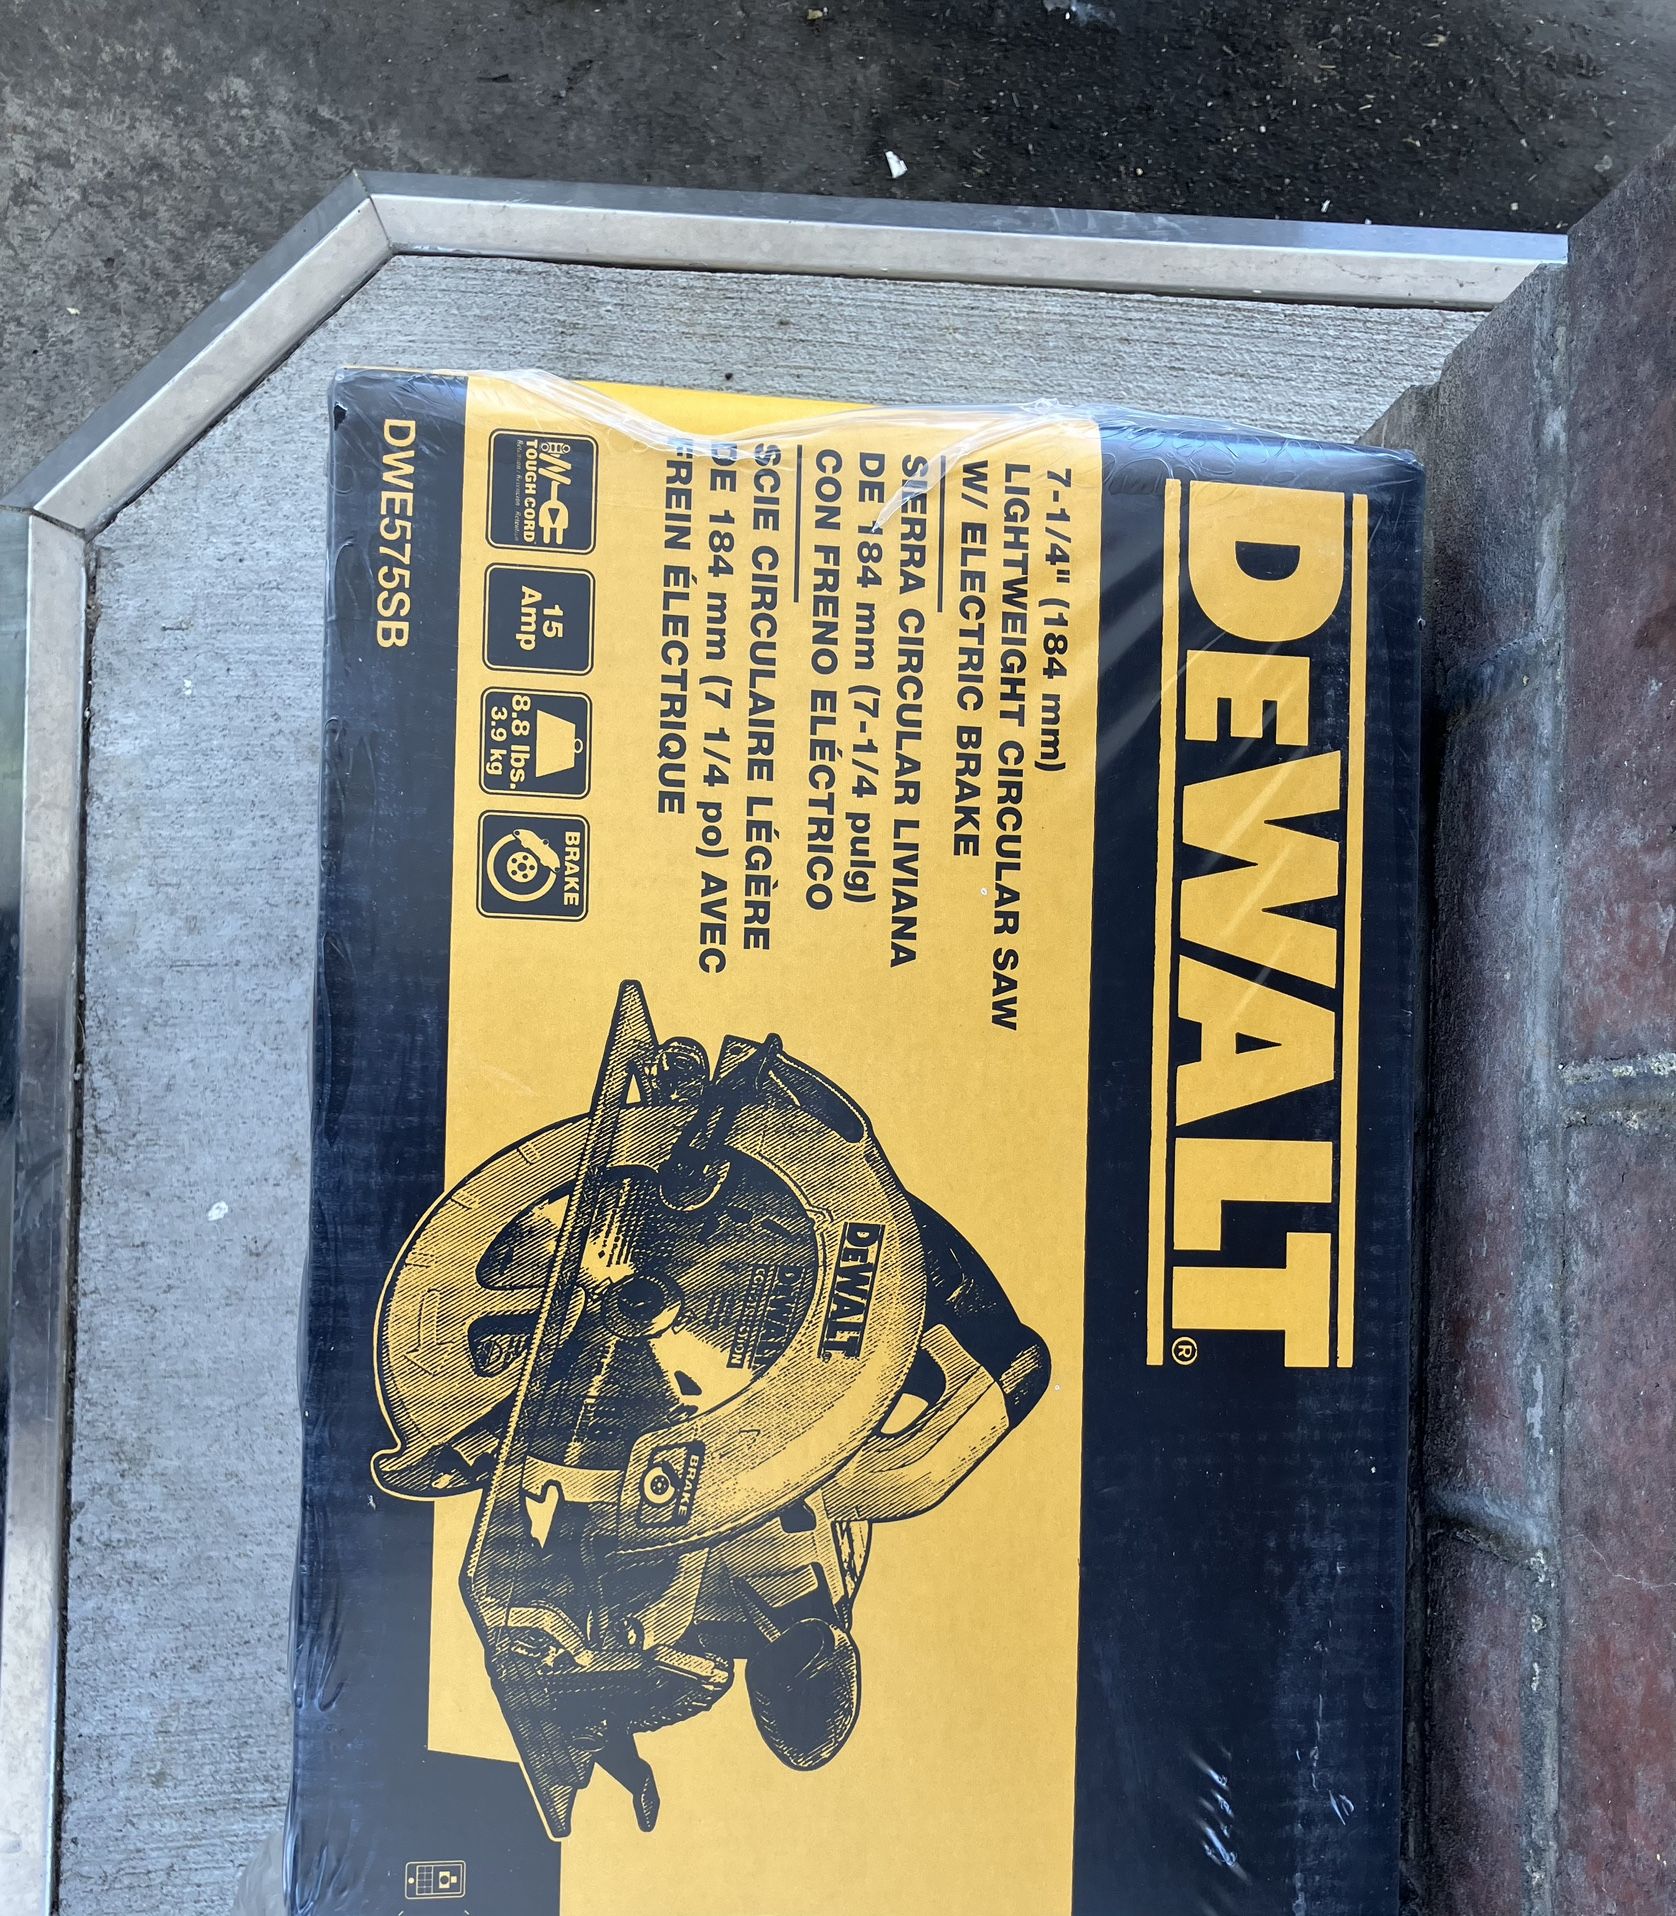 DEWALT®
7-1/4" (184 mm)
LIGHTWEIGHT CIRCULAR SAW
W/ ELECTRIC BRAKE
SIERRA CIRCULAR LIVIANA
DE 184 mm (7-1/4 pulg)
CON FRENO ELÉCTRICO
SCIE CIRCULAIRE LÉGÈRE
DE 184 mm (7 1/4 po) AVEC
FREIN ÉLECTRIQUE
TOUGH CORD
15
Amp
8.8 lbs.
3.9 kg
BRAKE
DWE575SB
DEWALT
DEWALT
BRAKE